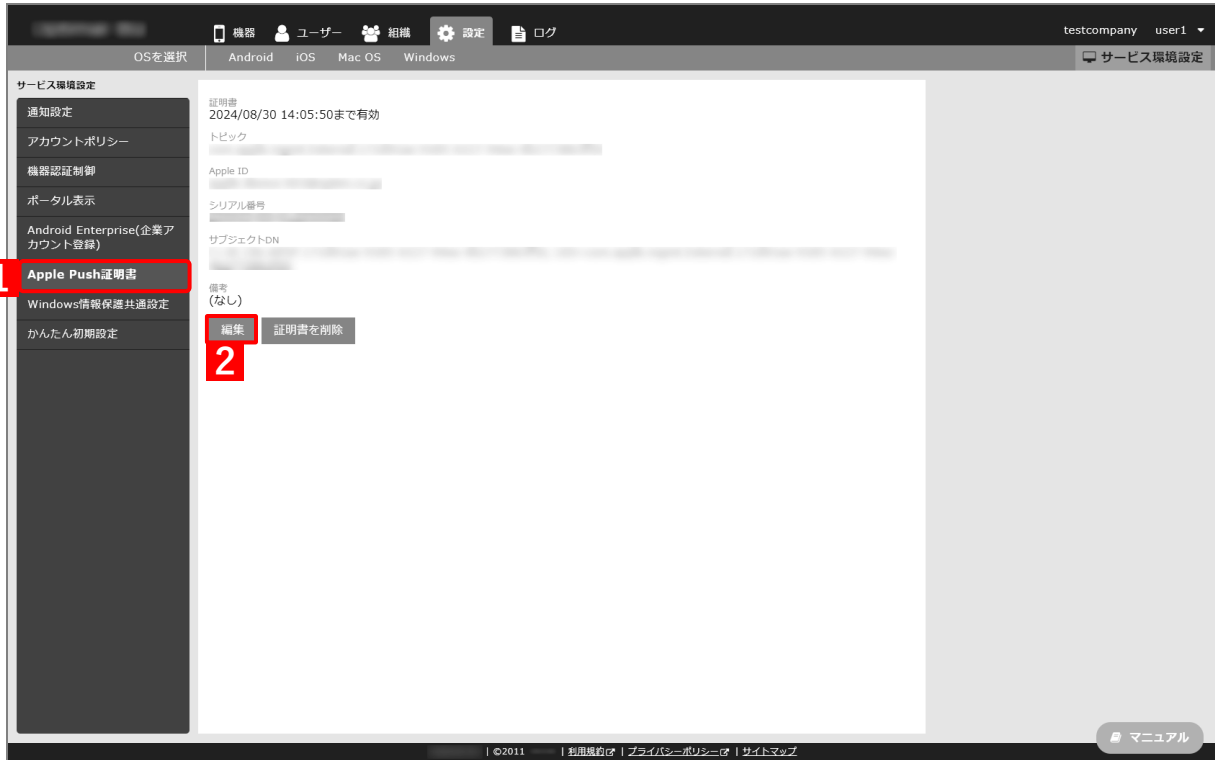 機器 ユーザー 組織 設定 ログ testcompany user1
OSを選択 Android iOS Mac OS Windows サービス環境設定
サービス環境設定
通知設定
アカウントポリシー
機器認証制御
ポータル表示
Android Enterprise(企業ア
カウント登録)
1
Apple Push証明書
Windows情報保護共通設定
かんたん初期設定
証明書
2024/08/30 14:05:50まで有効
トピック
Apple ID
シリアル番号
サブジェクトDN
備考
(なし)
編集 証明書を削除
2
マニュアル
| ©2011 | 利用規約 | プライバシーポリシー | サイトマップ